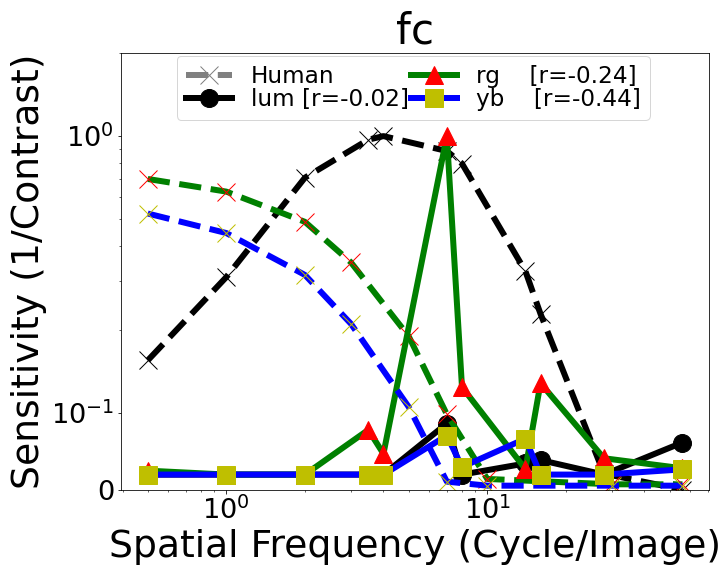 fc
Human
lum [r=-0.02]
rg [r=-0.24]
yb [r=-0.44]
Sensitivity (1/Contrast)
10⁰
10⁻¹
0
10⁰
10¹
Spatial Frequency (Cycle/Image)